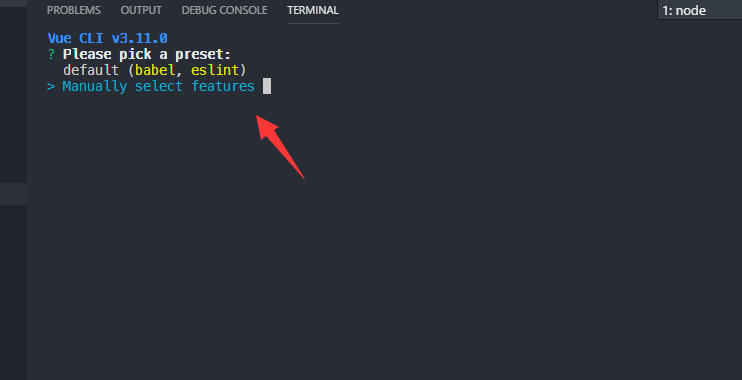 PROBLEMS OUTPUT DEBUG CONSOLE TERMINAL 1: node
Vue CLI v3.11.0
? Please pick a preset:
default (babel, eslint)
> Manually select features